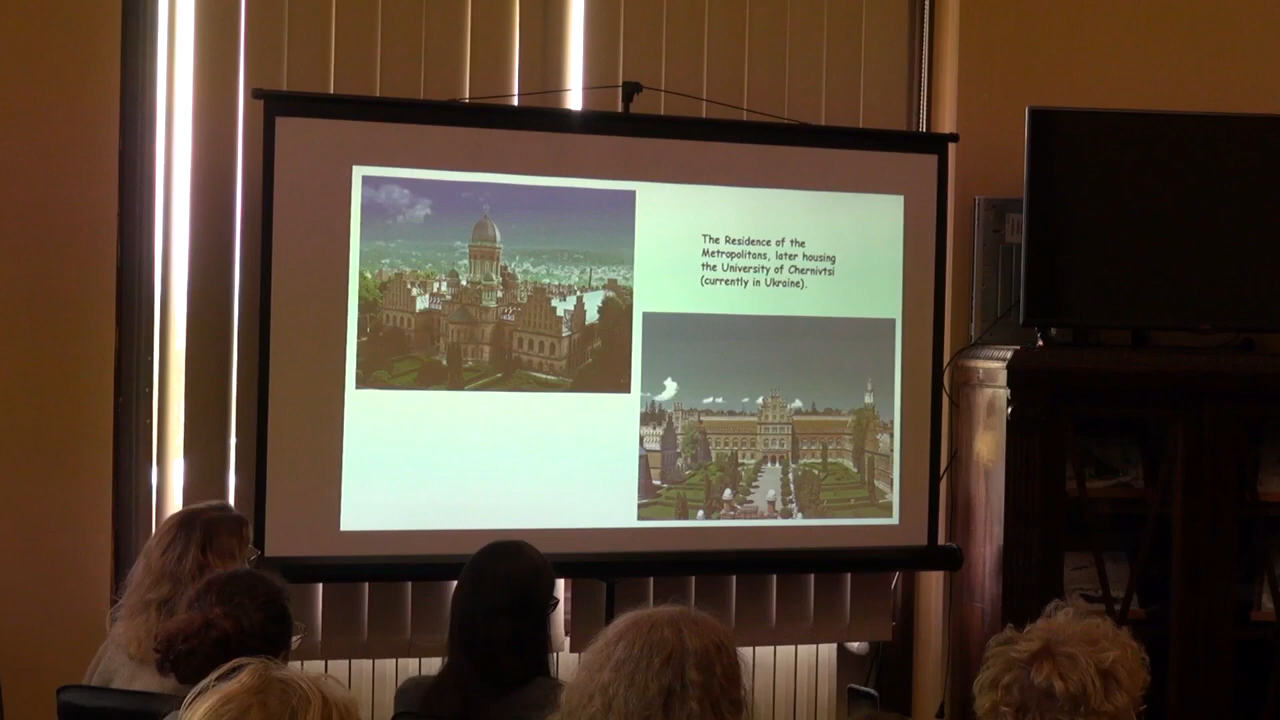 The Residence of the
Metropolitans, later housing
the University of Chernivtsi
(currently in Ukraine).